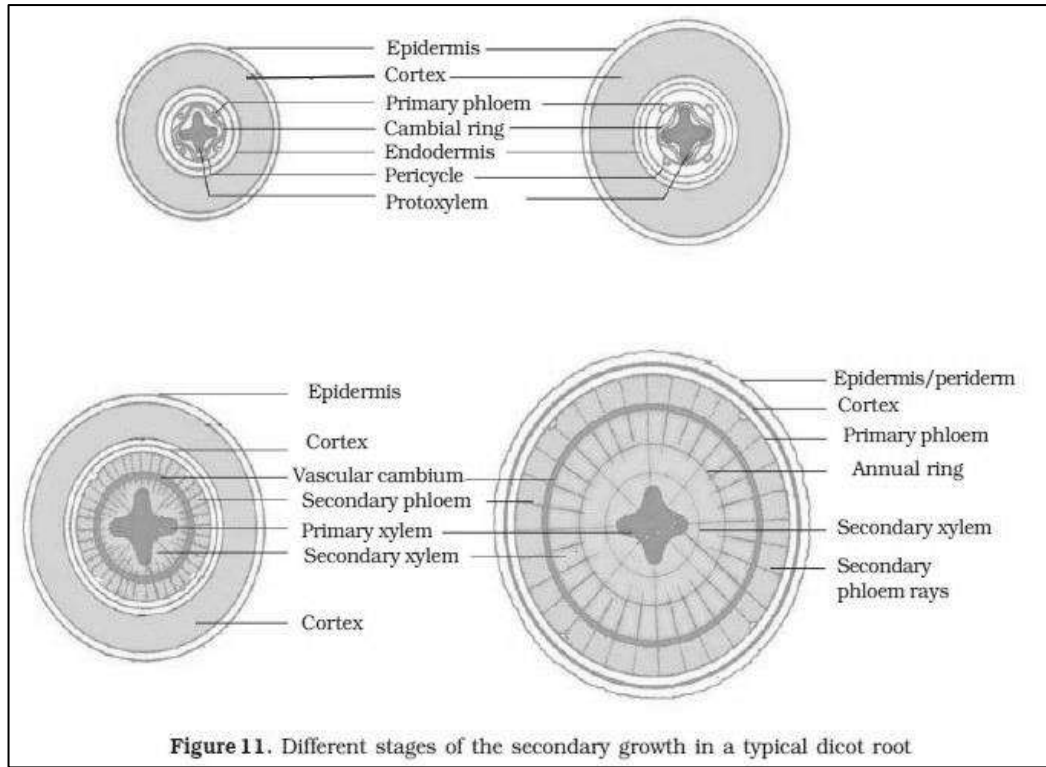 Epidermis
Cortex
Primary phloem
Cambial ring
Endodermis
Pericycle
Protoxylem
Epidermis
Cortex
Vascular cambium
Secondary phloem
Primary xylem
Secondary xylem
Cortex
Epidermis/periderm
Cortex
Primary phloem
Annual ring
Secondary xylem
Secondary
phloem rays
Figure 11. Different stages of the secondary growth in a typical dicot root